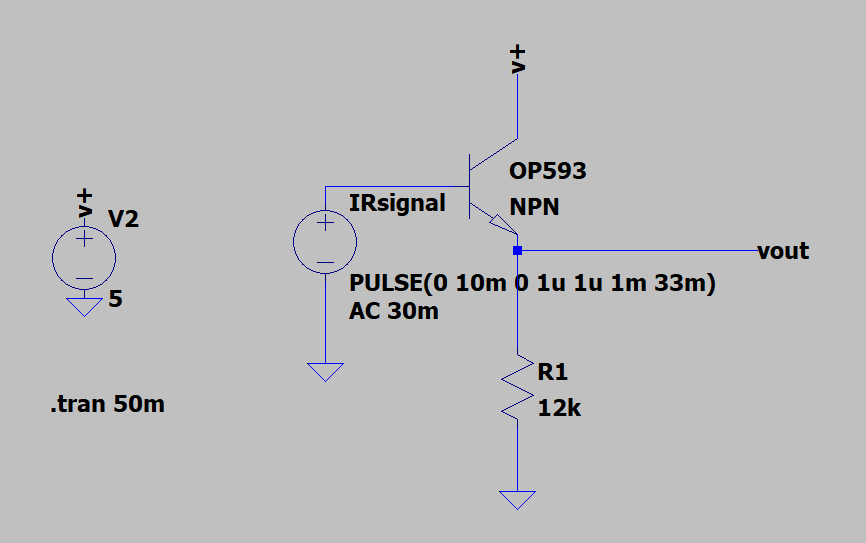 v+
OP593
NPN
v+
V2
5
IRsignal
PULSE(0 10m 0 1u 1u 1m 33m)
AC 30m
vout
R1
12k
.tran 50m